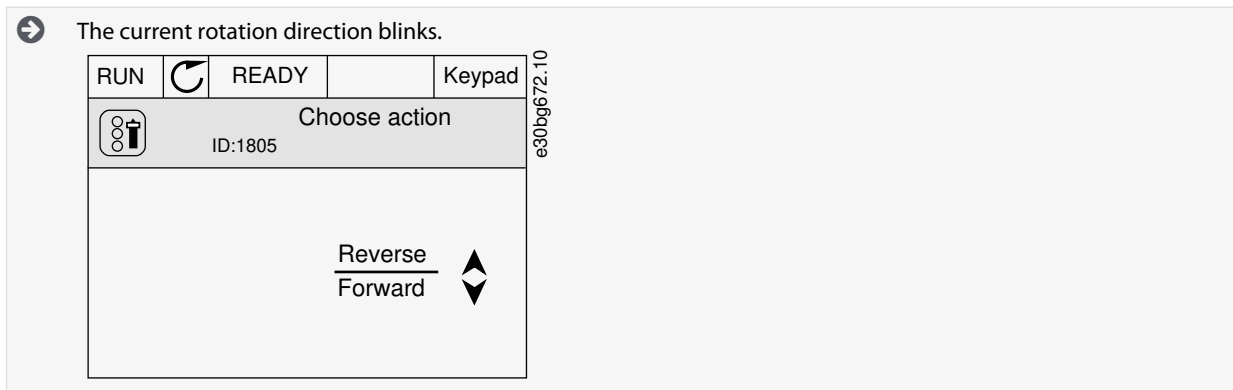 The current rotation direction blinks.
RUN READY Keypad
Choose action
ID:1805
Reverse
Forward
e30bg672.10